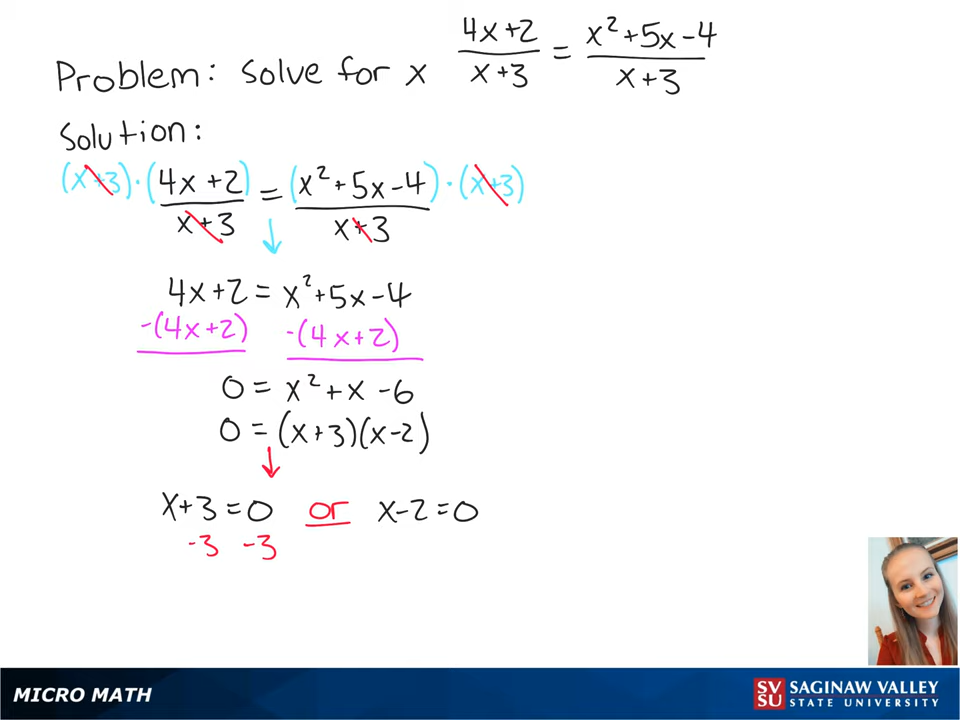 Problem: Solve for x (4x+2)/(x+3) = (x²+5x-4)/(x+3)
Solution:
(x+3)·(4x+2)/(x+3) = (x²+5x-4)/(x+3)·(x+3)
4x+2 = x²+5x-4
-(4x+2) -(4x+2)
0 = x²+x-6
0 = (x+3)(x-2)
x+3=0 or x-2=0
-3 -3
MICRO MATH
SV SU SAGINAW VALLEY
STATE UNIVERSITY